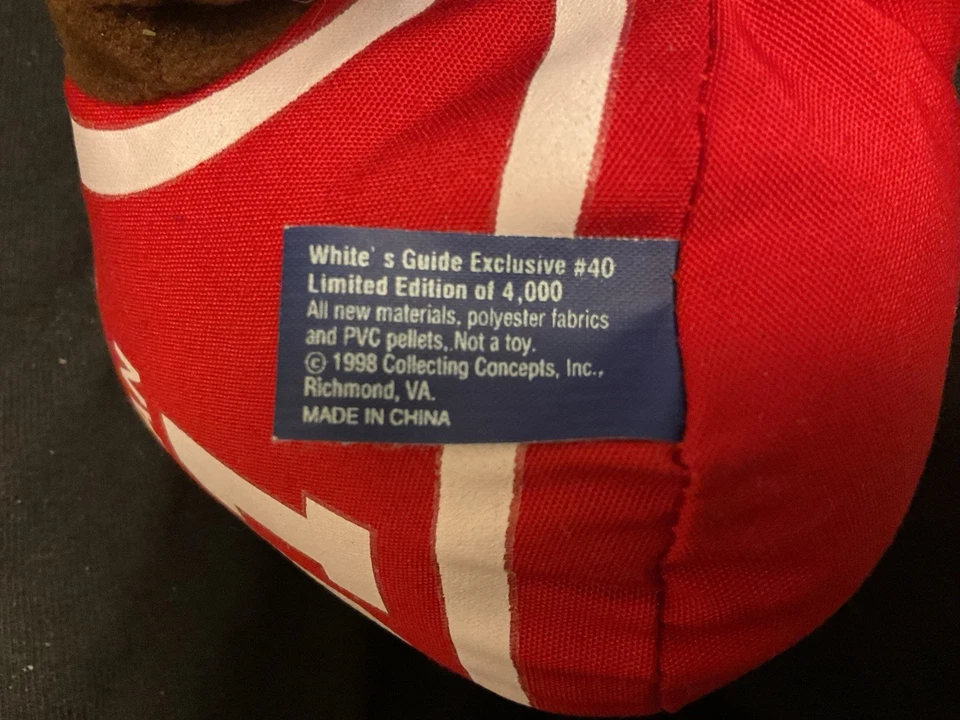 White' s Guide Exclusive #40
Limited Edition of 4,000
All new materials, polyester fabrics
and PVC pellets. Not a toy.
© 1998 Collecting Concepts, Inc.,
Richmond, VA.
MADE IN CHINA